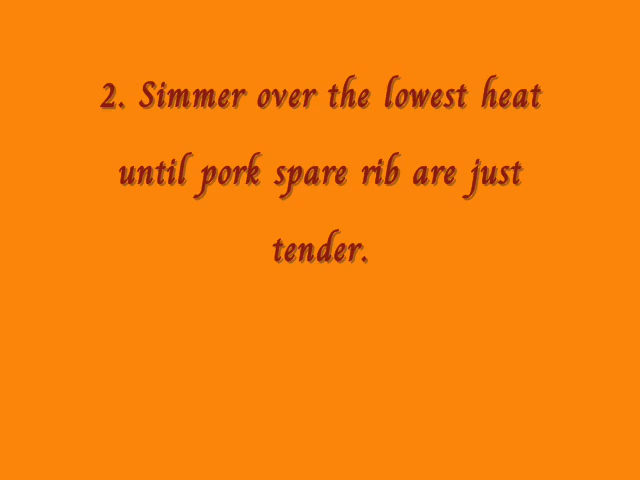 2. Simmer over the lowest heat
until pork spare rib are just
tender.